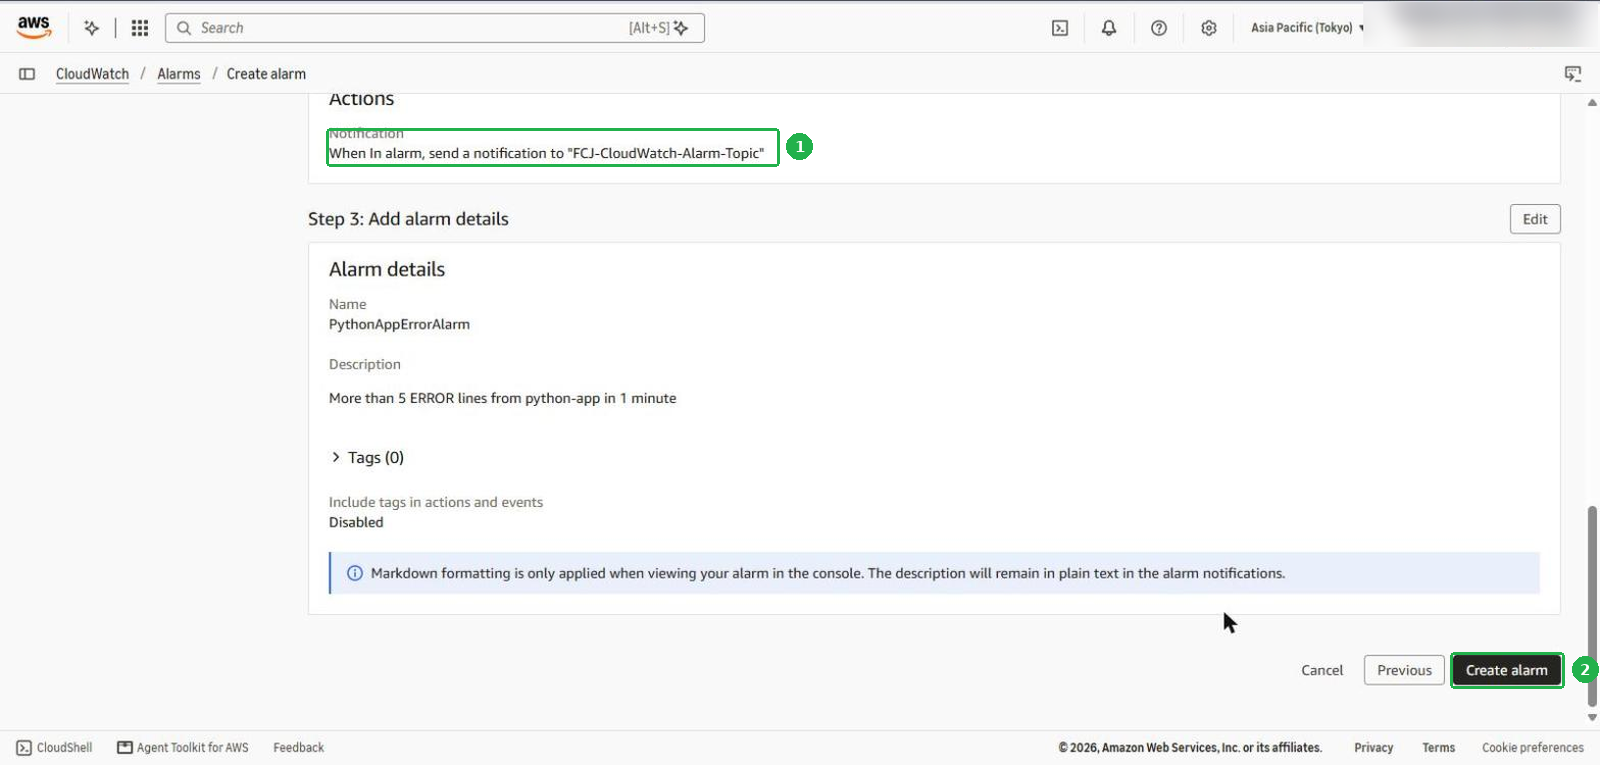 aws
Search
[Alt+S]
Asia Pacific (Tokyo)
CloudWatch / Alarms / Create alarm
Actions
Notification
When In alarm, send a notification to "FCJ-CloudWatch-Alarm-Topic"
1
Step 3: Add alarm details
Edit
Alarm details
Name
PythonAppErrorAlarm
Description
More than 5 ERROR lines from python-app in 1 minute
Tags (0)
Include tags in actions and events
Disabled
Markdown formatting is only applied when viewing your alarm in the console. The description will remain in plain text in the alarm notifications.
Cancel
Previous
Create alarm
2
CloudShell
Agent Toolkit for AWS
Feedback
© 2026, Amazon Web Services, Inc. or its affiliates.
Privacy
Terms
Cookie preferences